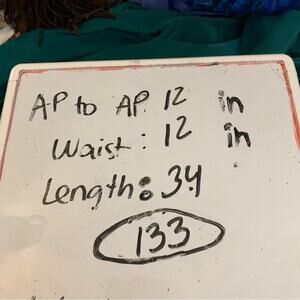 AP to AP 12 in
Waist: 12 in
Length: 34
133